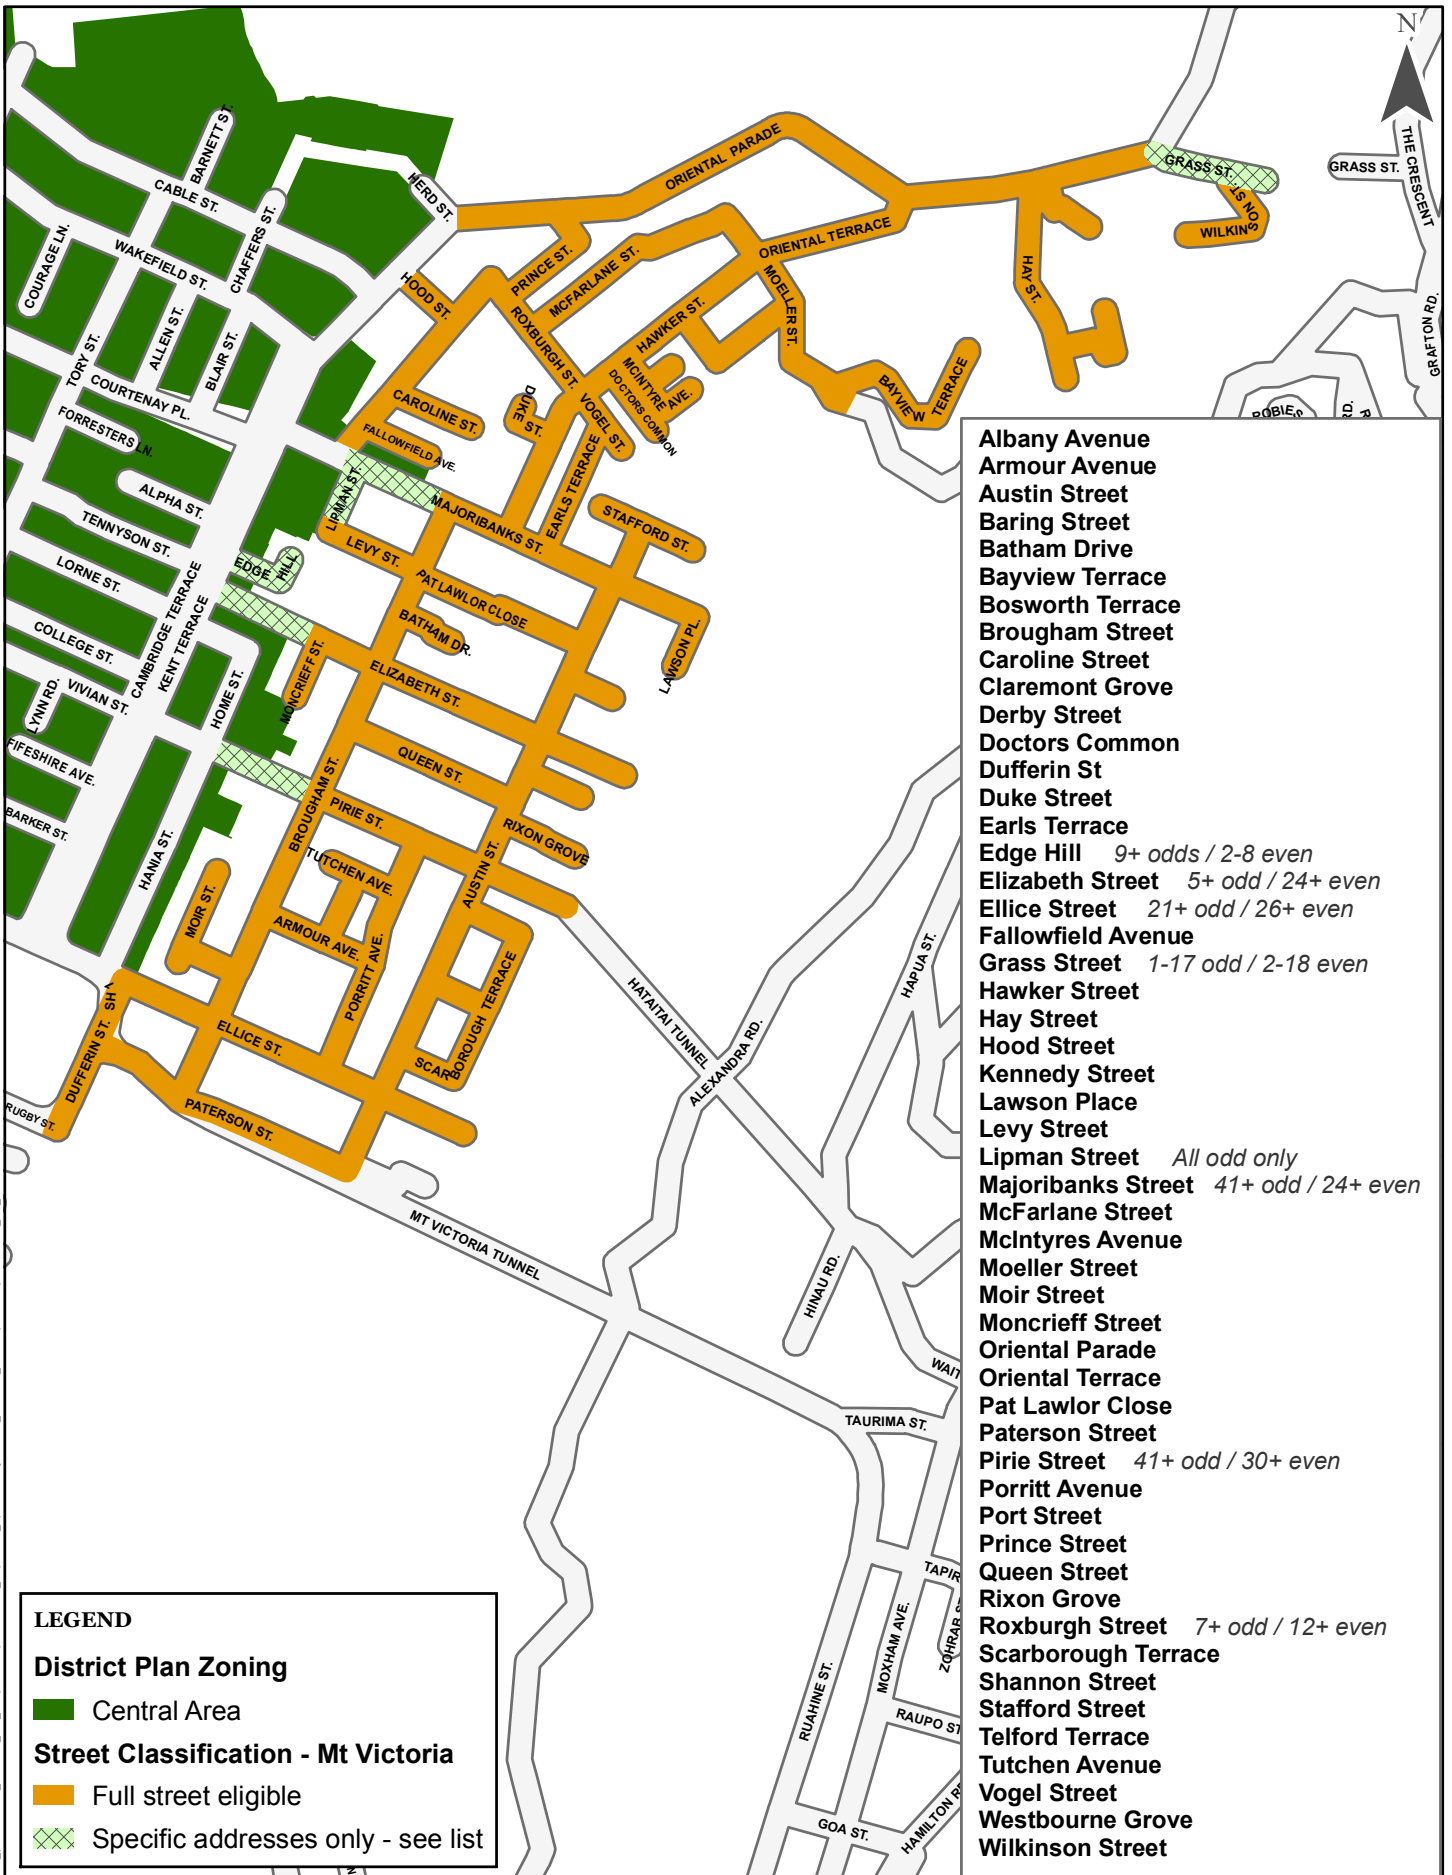 N
BARNETT ST.
CABLE ST.
HERD ST.
ORIENTAL PARADE
GRASS ST.
GRASS ST.
THE CRESCENT
COURAGE LN.
WAKEFIELD ST.
CHAFFERS ST.
PRINCE ST.
MCFARLANE ST.
ORIENTAL TERRACE
WILKINSON ST.
HAY ST.
HOOD ST.
ROXBURGH ST.
HAWKER ST.
MOELLER ST.
GRAFTON RD.
TORY ST.
ALLEN ST.
BLAIR ST.
COURTENAY PL.
FORRESTERS LN.
CAROLINE ST.
DUKE ST.
MCINTYRE AVE.
DOCTORS COMMON
VOGEL ST.
BAYVIEW TERRACE
RD.
FALLOWFIELD AVE.
ALPHA ST.
LIPMAN ST.
MAJORIBANKS ST.
EARLS TERRACE
STAFFORD ST.
TENNYSON ST.
LORNE ST.
EDGE HILL
LEVY ST.
PAT LAWLOR CLOSE
BATHAM DR.
LAWSON PL.
COLLEGE ST.
CAMBRIDGE TERRACE
KENT TERRACE
MONCRIEFF ST.
ELIZABETH ST.
LYNN RD.
VIVIAN ST.
HOME ST.
FIFESHIRE AVE.
QUEEN ST.
BROUGHAM ST.
PIRIE ST.
BARKER ST.
HANIA ST.
TUTCHEN AVE.
AUSTIN ST.
RIXON GROVE
MOIR ST.
ARMOUR AVE.
PORRITT AVE.
SCARBOROUGH TERRACE
HATAITAI TUNNEL
HAPUA ST.
DUFFERIN ST.
SH 1
ELLICE ST.
ALEXANDRA RD.
RUGBY ST.
PATERSON ST.
MT VICTORIA TUNNEL
HINAU RD.
WAIT
TAURIMA ST.
TAPIR
ZOHRAB S
MOXHAM AVE.
RUAHINE ST.
RAUPO ST
GOA ST.
HAMILTON R
Albany Avenue
Armour Avenue
Austin Street
Baring Street
Batham Drive
Bayview Terrace
Bosworth Terrace
Brougham Street
Caroline Street
Claremont Grove
Derby Street
Doctors Common
Dufferin St
Duke Street
Earls Terrace
Edge Hill 9+ odds / 2-8 even
Elizabeth Street 5+ odd / 24+ even
Ellice Street 21+ odd / 26+ even
Fallowfield Avenue
Grass Street 1-17 odd / 2-18 even
Hawker Street
Hay Street
Hood Street
Kennedy Street
Lawson Place
Levy Street
Lipman Street All odd only
Majoribanks Street 41+ odd / 24+ even
McFarlane Street
McIntyres Avenue
Moeller Street
Moir Street
Moncrieff Street
Oriental Parade
Oriental Terrace
Pat Lawlor Close
Paterson Street
Pirie Street 41+ odd / 30+ even
Porritt Avenue
Port Street
Prince Street
Queen Street
Rixon Grove
Roxburgh Street 7+ odd / 12+ even
Scarborough Terrace
Shannon Street
Stafford Street
Telford Terrace
Tutchen Avenue
Vogel Street
Westbourne Grove
Wilkinson Street
LEGEND
District Plan Zoning
Central Area
Street Classification - Mt Victoria
Full street eligible
Specific addresses only - see list